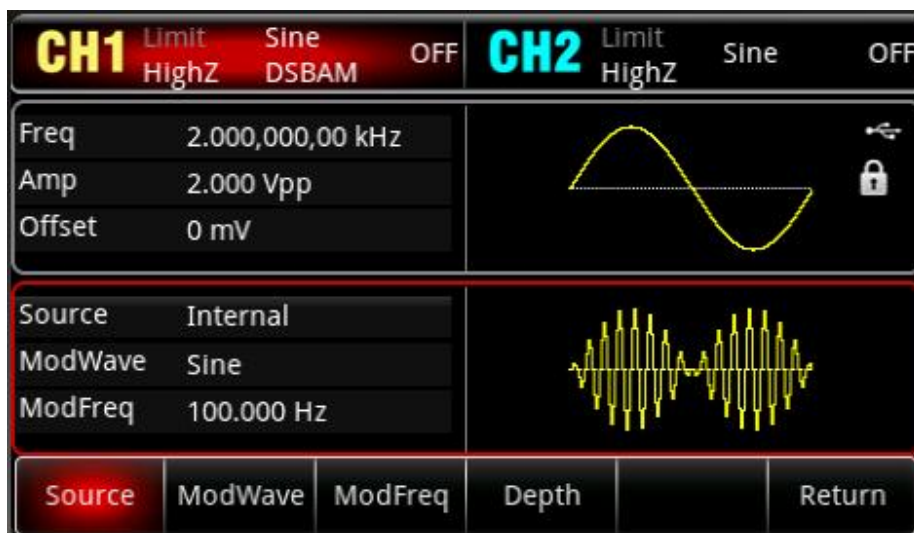 CH1 Limit Sine OFF CH2 Limit Sine OFF
HighZ DSBAM HighZ
Freq 2.000,000,00 kHz
Amp 2.000 Vpp
Offset 0 mV
Source Internal
ModWave Sine
ModFreq 100.000 Hz
Source ModWave ModFreq Depth Return